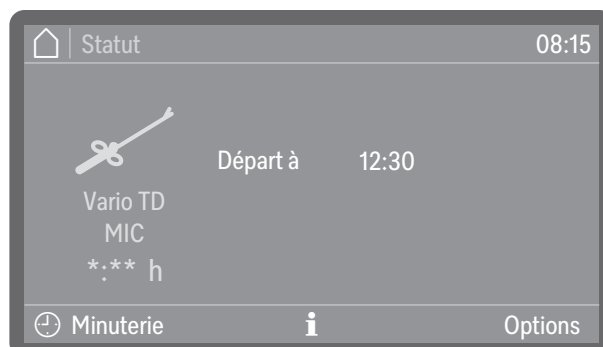 Statut 08:15
Départ à 12:30
Vario TD
MIC
*:** h
Minuterie i Options